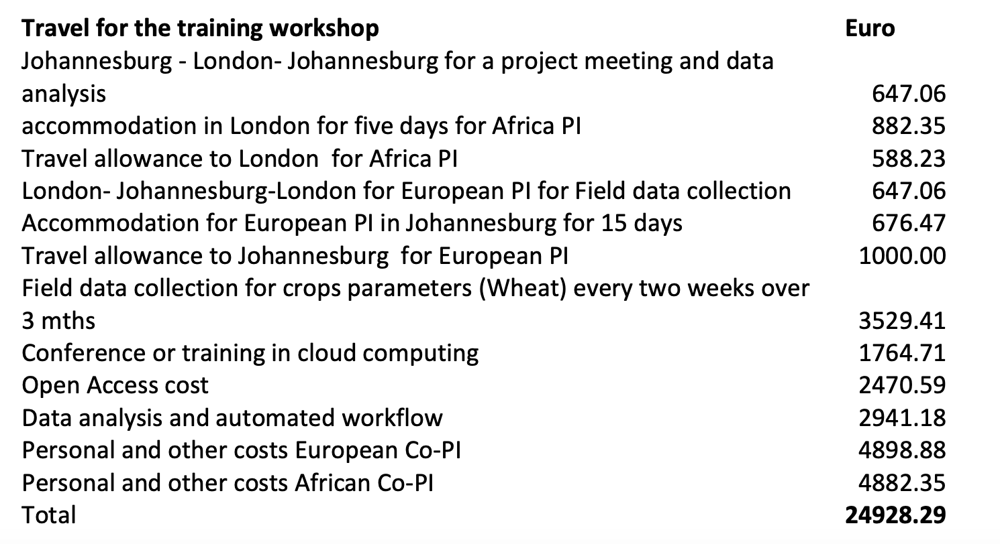 Travel for the training workshop Euro
Johannesburg - London- Johannesburg for a project meeting and data
analysis 647.06
accommodation in London for five days for Africa PI 882.35
Travel allowance to London  for Africa PI 588.23
London- Johannesburg-London for European PI for Field data collection 647.06
Accommodation for European PI in Johannesburg for 15 days 676.47
Travel allowance to Johannesburg  for European PI 1000.00
Field data collection for crops parameters (Wheat) every two weeks over
3 mths 3529.41
Conference or training in cloud computing 1764.71
Open Access cost 2470.59
Data analysis and automated workflow 2941.18
Personal and other costs European Co-PI 4898.88
Personal and other costs African Co-PI 4882.35
Total 24928.29